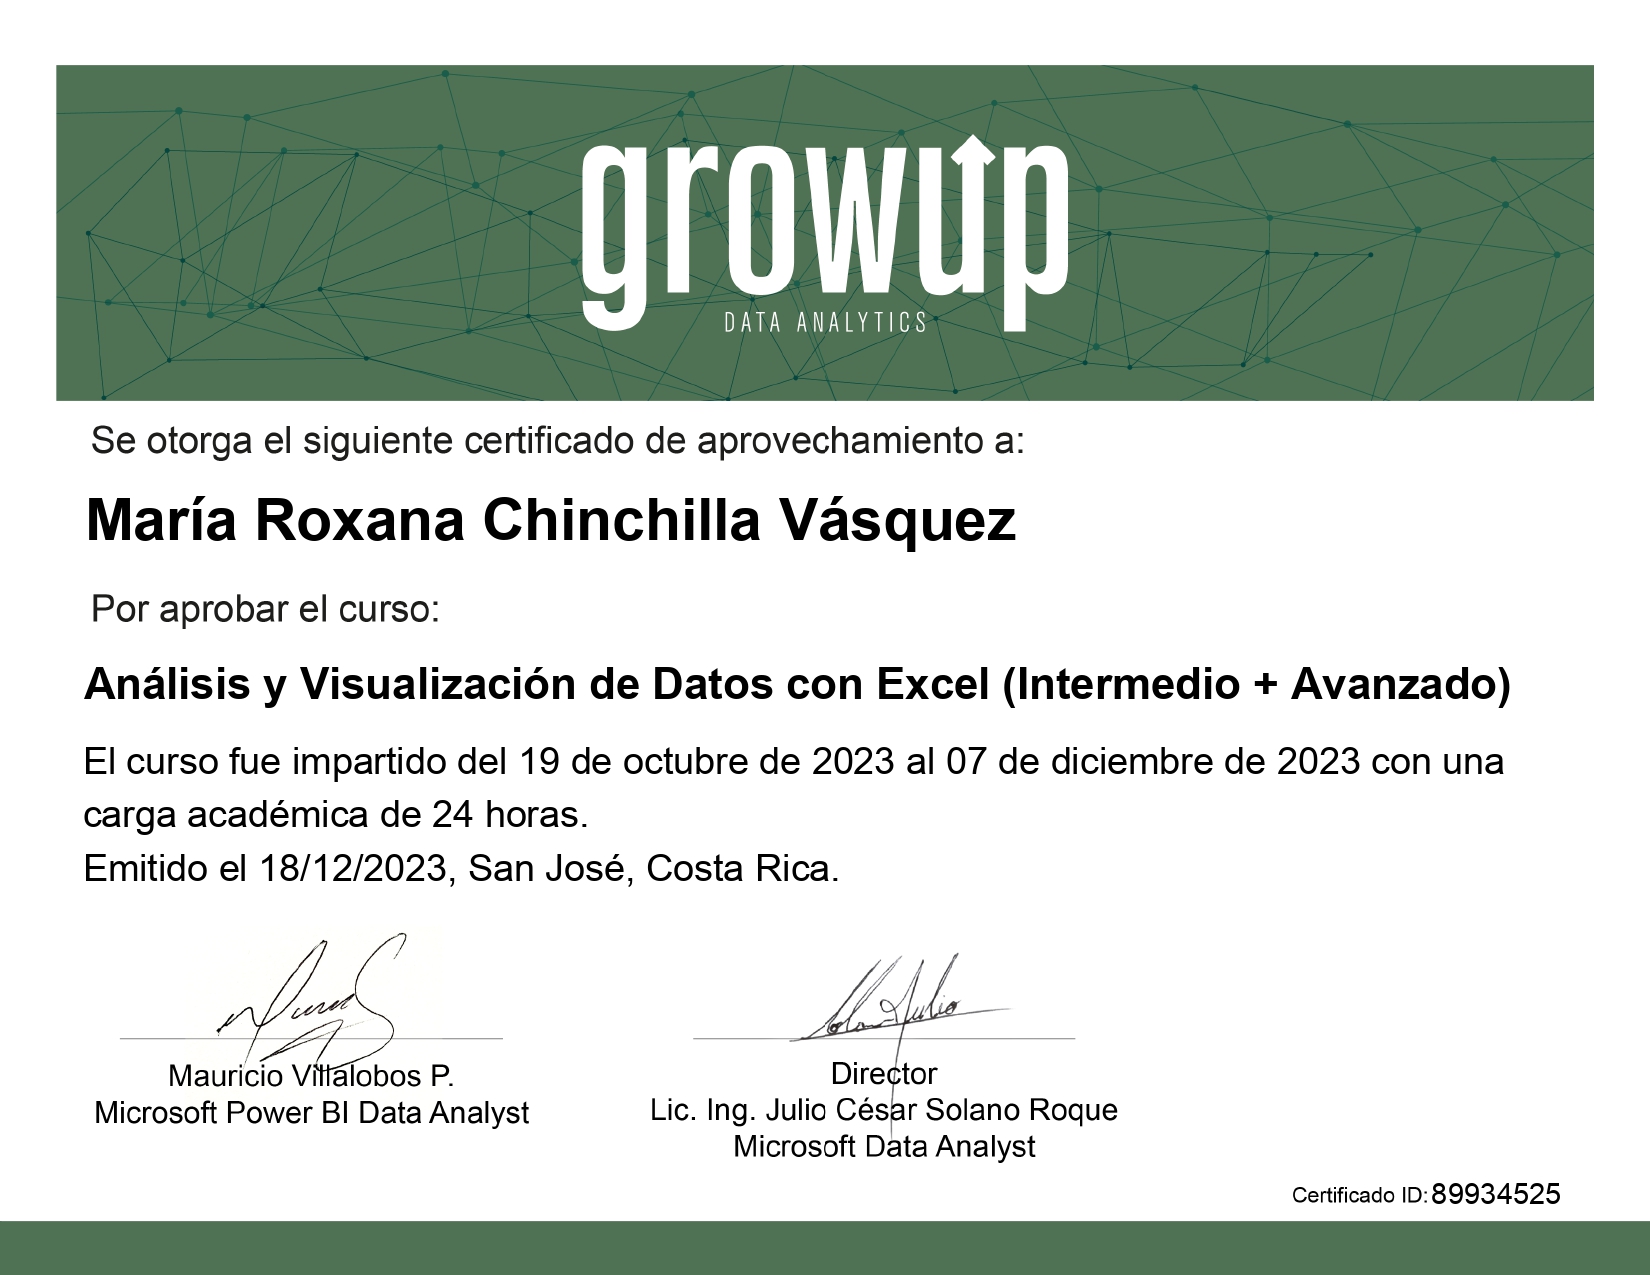 growup
DATA ANALYTICS
Se otorga el siguiente certificado de aprovechamiento a:
María Roxana Chinchilla Vásquez
Por aprobar el curso:
Análisis y Visualización de Datos con Excel (Intermedio + Avanzado)
El curso fue impartido del 19 de octubre de 2023 al 07 de diciembre de 2023 con una
carga académica de 24 horas.
Emitido el 18/12/2023, San José, Costa Rica.
Mauricio Villalobos P.
Microsoft Power BI Data Analyst
Director
Lic. Ing. Julio César Solano Roque
Microsoft Data Analyst
Certificado ID: 89934525